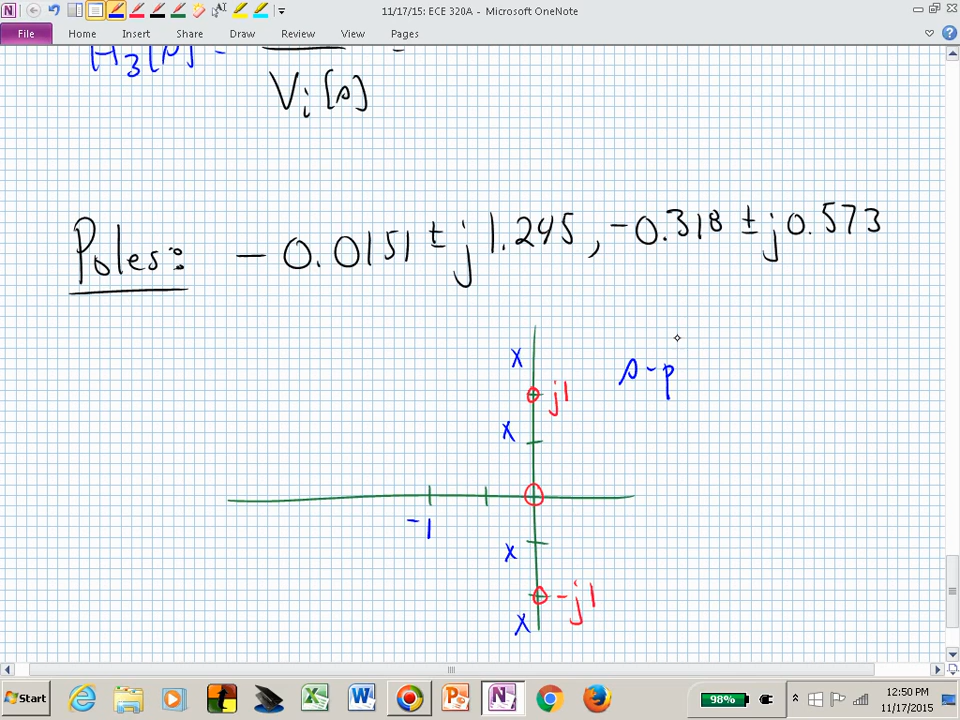 11/17/15: ECE 320A - Microsoft OneNote
File Home Insert Share Draw Review View Pages
H3(s) = =
Vi(s)
Poles: - 0.0151 ± j1.245, -0.318 ± j0.573
x
s-p
j1
x
-1
x
-j1
x
Start
98%
12:50 PM
11/17/2015